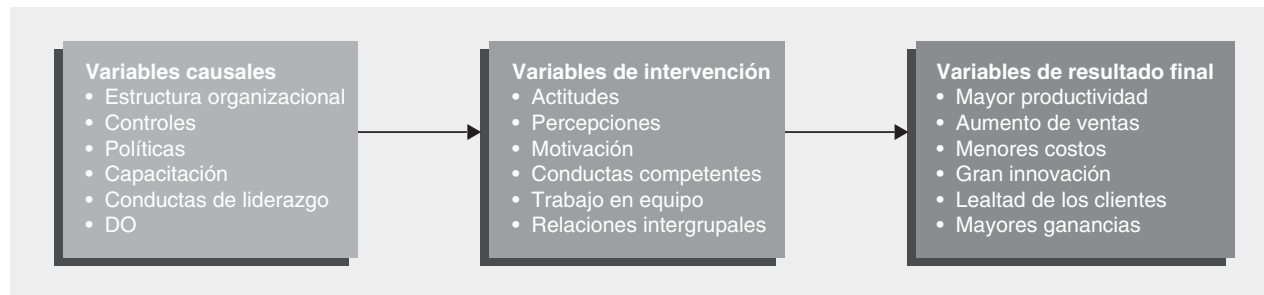 Variables causales
• Estructura organizacional
• Controles
• Políticas
• Capacitación
• Conductas de liderazgo
• DO
Variables de intervención
• Actitudes
• Percepciones
• Motivación
• Conductas competentes
• Trabajo en equipo
• Relaciones intergrupales
Variables de resultado final
• Mayor productividad
• Aumento de ventas
• Menores costos
• Gran innovación
• Lealtad de los clientes
• Mayores ganancias